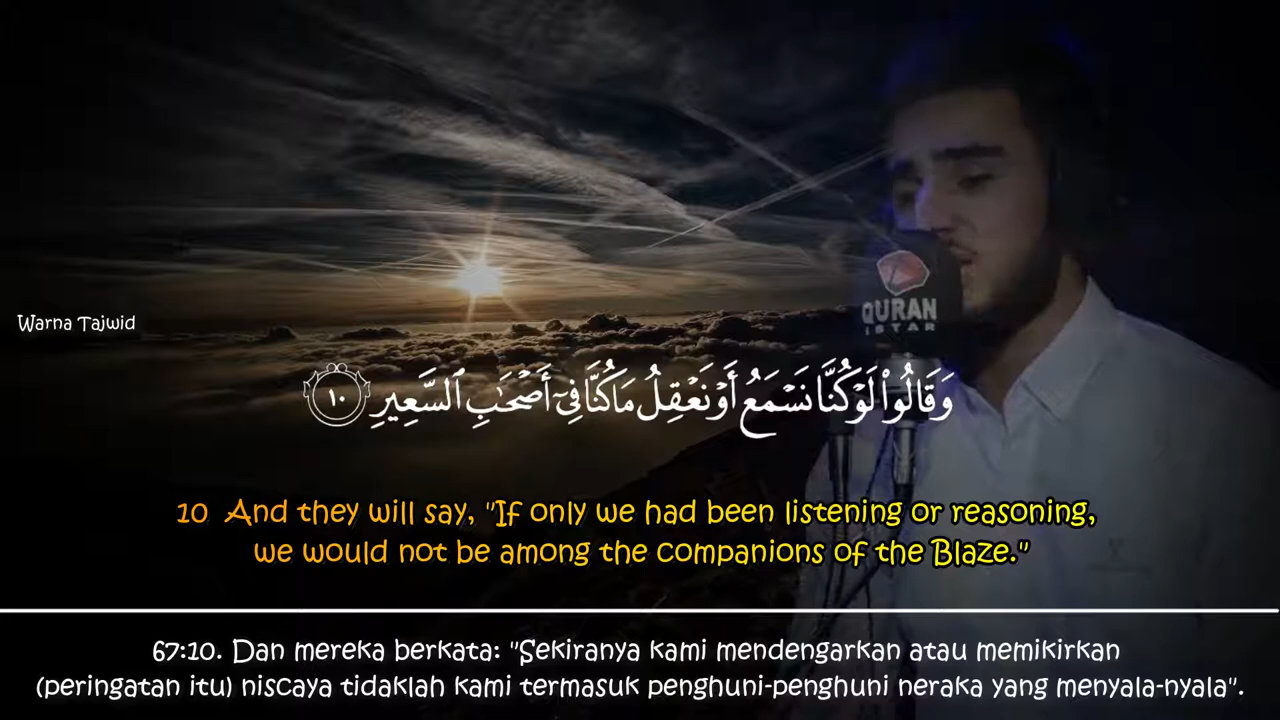 QURAN
ISTAR
Warna Tajwid
وَقَالُوا۟ لَوْ كُنَّا نَسْمَعُ أَوْ نَعْقِلُ مَا كُنَّا فِىٓ أَصْحَٰبِ ٱلسَّعِيرِ ١٠
10 And they will say, "If only we had been listening or reasoning,
we would not be among the companions of the Blaze."
67:10. Dan mereka berkata: "Sekiranya kami mendengarkan atau memikirkan
(peringatan itu) niscaya tidaklah kami termasuk penghuni-penghuni neraka yang menyala-nyala".